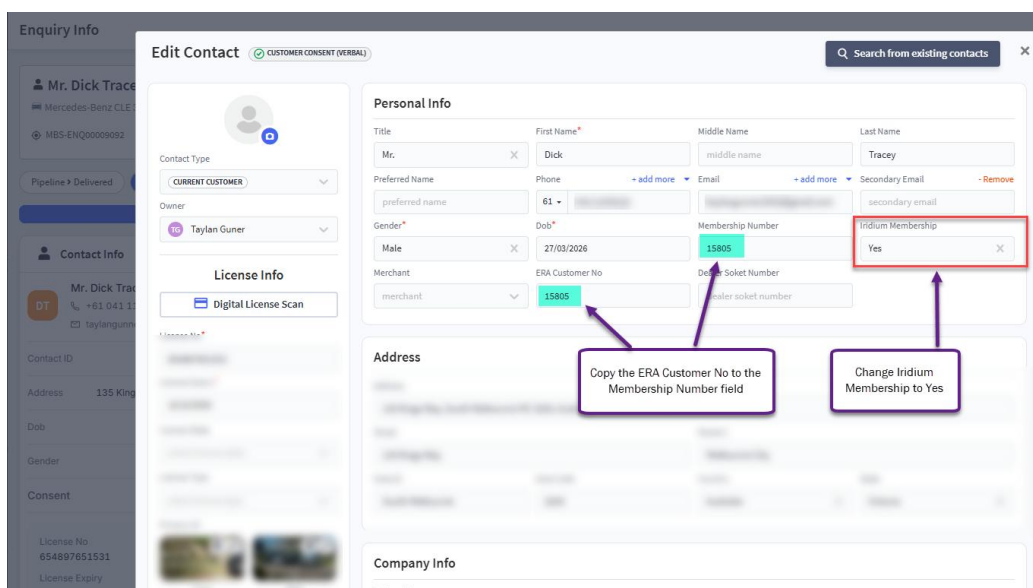 Enquiry Info
Edit Contact
CUSTOMER CONSENT (VERBAL)
Search from existing contacts
Mr. Dick Trace
Mercedes-Benz CLE
MBS-ENQ00009092
Pipeline > Delivered
Contact Info
DT
Mr. Dick Trac
+61 041 1
taylangunn
Contact ID
Address 135 King
Dob
Gender
Consent
License No
654897651531
License Expiry
Contact Type
CURRENT CUSTOMER
Owner
TG Taylan Guner
License Info
Digital License Scan
Personal Info
Title First Name* Middle Name Last Name
Mr. Dick middle name Tracey
Preferred Name Phone + add more Email + add more Secondary Email - Remove
preferred name 61 secondary email
Gender* Dob* Membership Number Iridium Membership
Male 27/03/2026 15805 Yes
Merchant ERA Customer No Dealer Soket Number
merchant 15805 dealer soket number
Address
Copy the ERA Customer No to the
Membership Number field
Change Iridium
Membership to Yes
Company Info